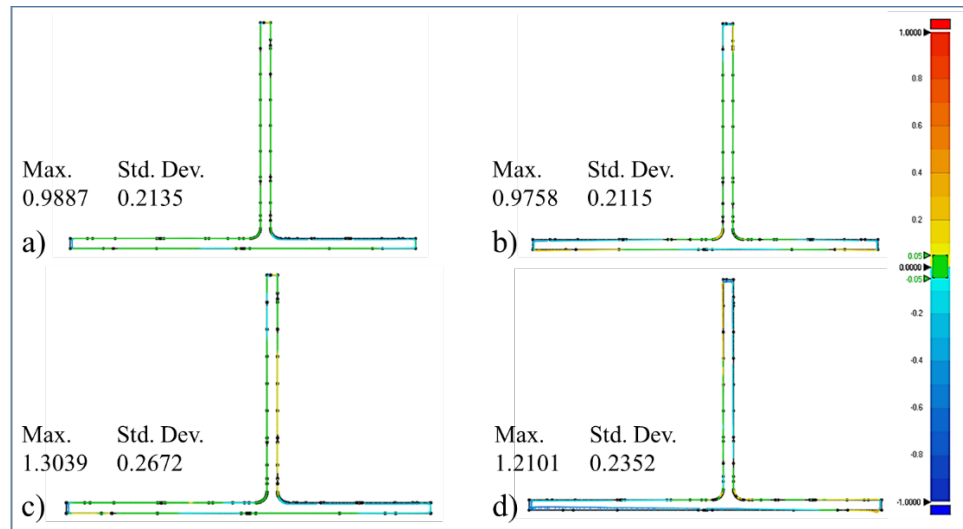 Max. Std. Dev.
0.9887 0.2135
a)
Max. Std. Dev.
0.9758 0.2115
b)
Max. Std. Dev.
1.3039 0.2672
c)
Max. Std. Dev.
1.2101 0.2352
d)
1.0000
0.8
0.6
0.4
0.2
0.05
0.0000
-0.05
-0.2
-0.4
-0.6
-0.8
-1.0000